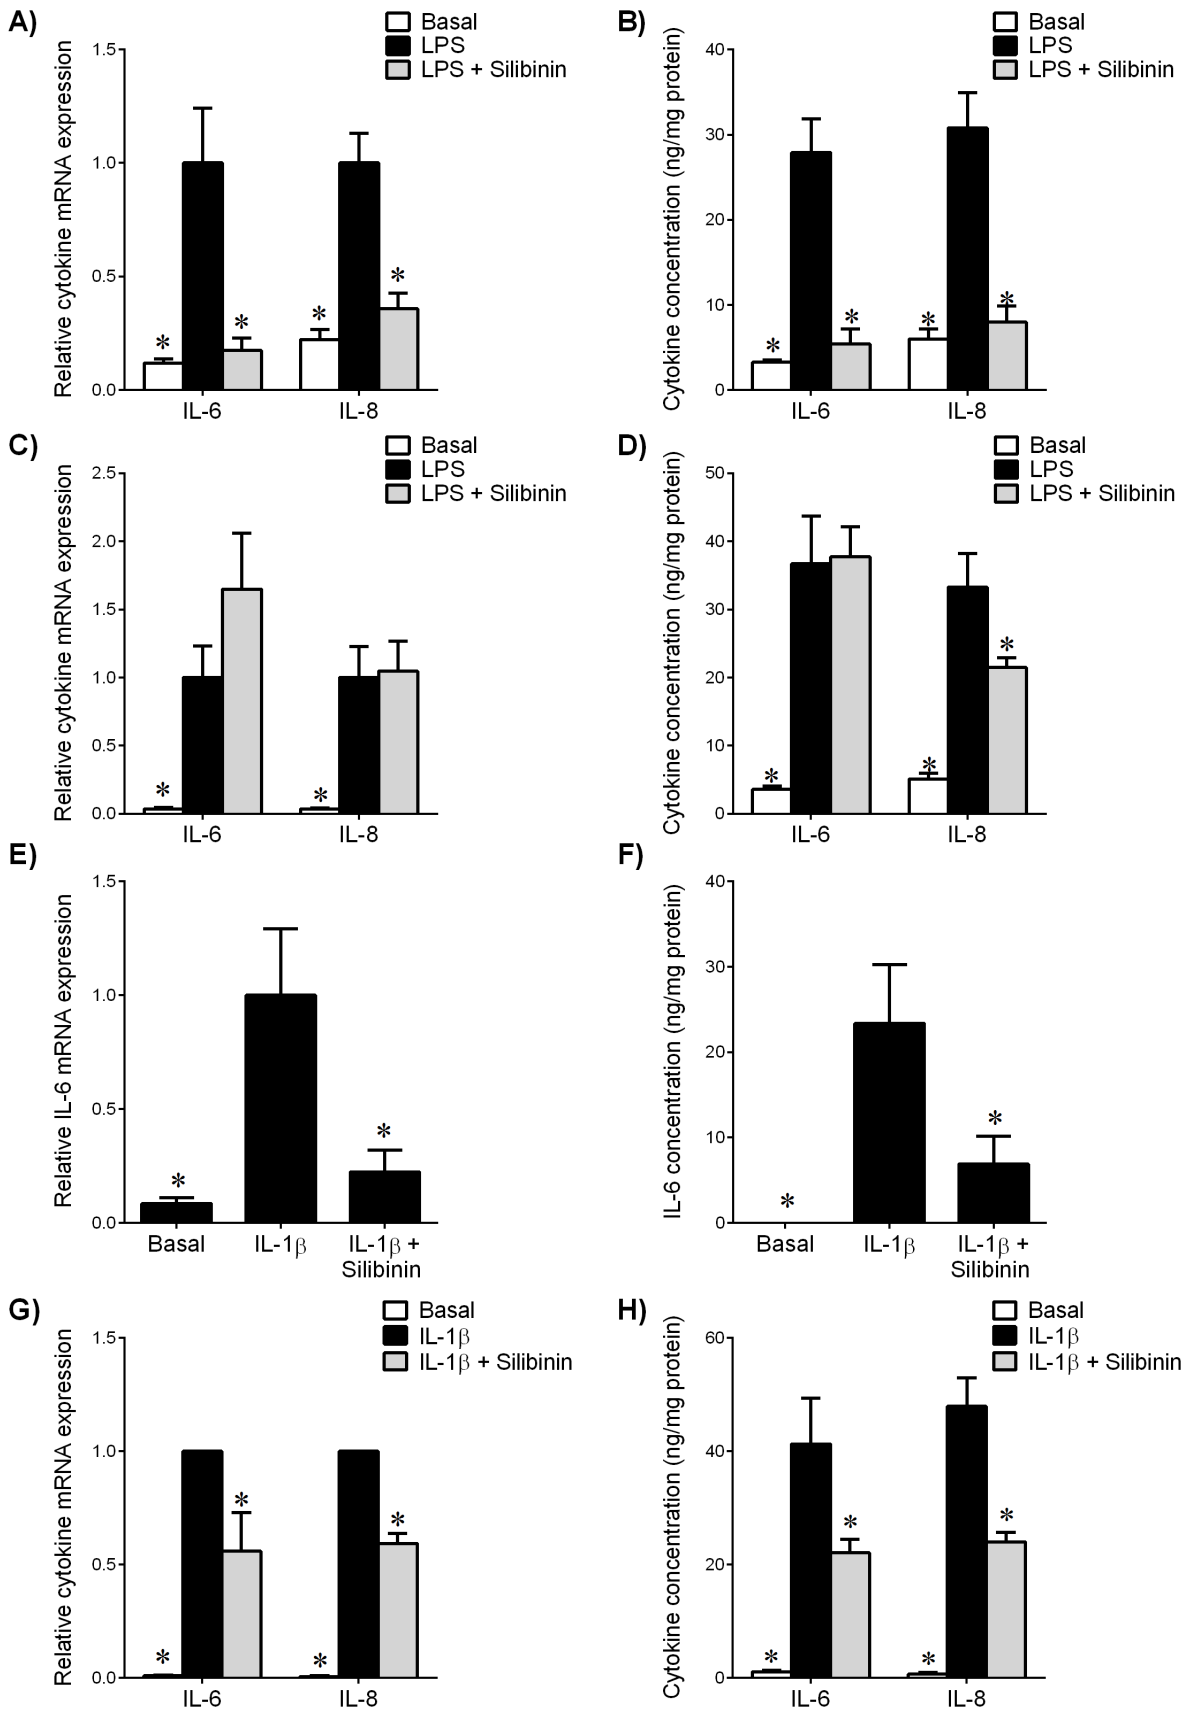 A)
Basal
LPS
LPS + Silibinin
Relative cytokine mRNA expression
1.5
1.0
0.5
0.0
*
*
*
*
IL-6
IL-8
B)
Basal
LPS
LPS + Silibinin
Cytokine concentration (ng/mg protein)
40
30
20
10
0
*
*
*
*
IL-6
IL-8
C)
Basal
LPS
LPS + Silibinin
Relative cytokine mRNA expression
2.5
2.0
1.5
1.0
0.5
0.0
*
*
IL-6
IL-8
D)
Basal
LPS
LPS + Silibinin
Cytokine concentration (ng/mg protein)
50
40
30
20
10
0
*
*
*
IL-6
IL-8
E)
Relative IL-6 mRNA expression
1.5
1.0
0.5
0.0
*
*
Basal
IL-1β
IL-1β +
Silibinin
F)
IL-6 concentration (ng/mg protein)
40
30
20
10
0
*
*
Basal
IL-1β
IL-1β +
Silibinin
G)
Basal
IL-1β
IL-1β + Silibinin
Relative cytokine mRNA expression
1.5
1.0
0.5
0.0
*
*
*
*
IL-6
IL-8
H)
Basal
IL-1β
IL-1β + Silibinin
Cytokine concentration (ng/mg protein)
60
40
20
0
*
*
*
*
IL-6
IL-8